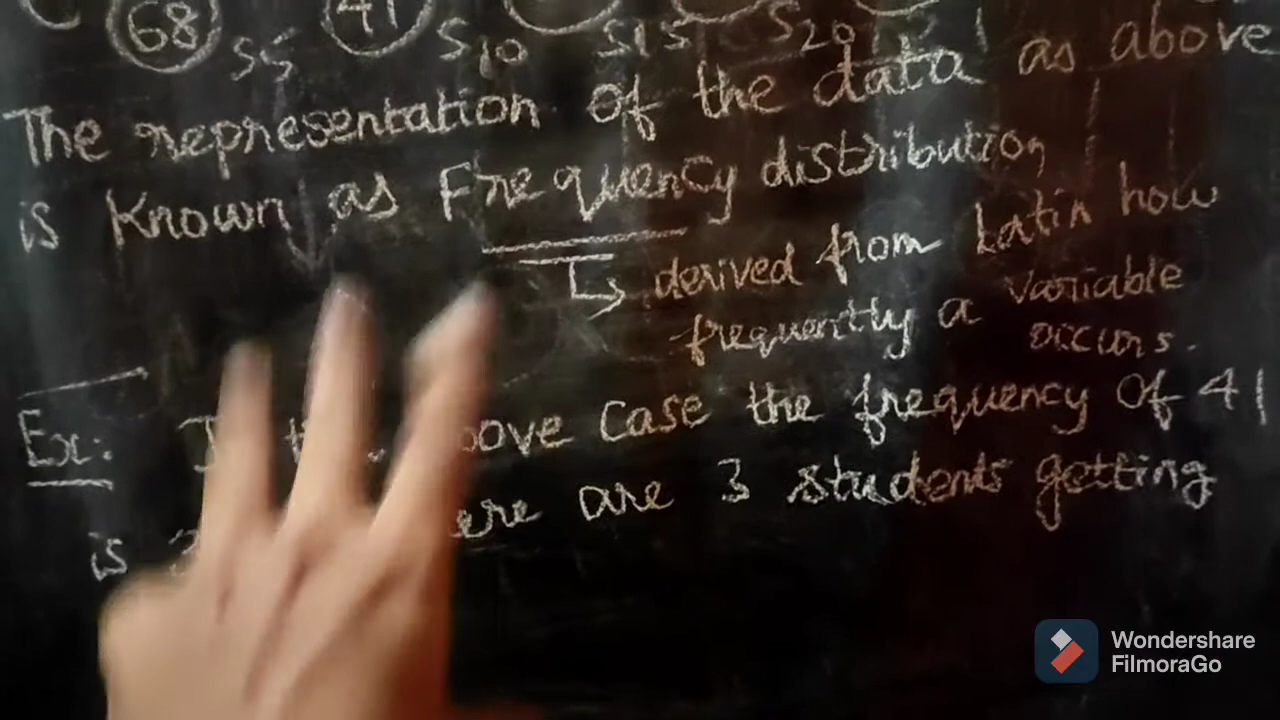 68 41
S5 S10 S15 S20
The representation of the data as above
is Known as Frequency distribution
derived from Latin how
frequently a variable
occurs.
Ex: case the frequency of 41
is are 3 students getting
Wondershare
FilmoraGo